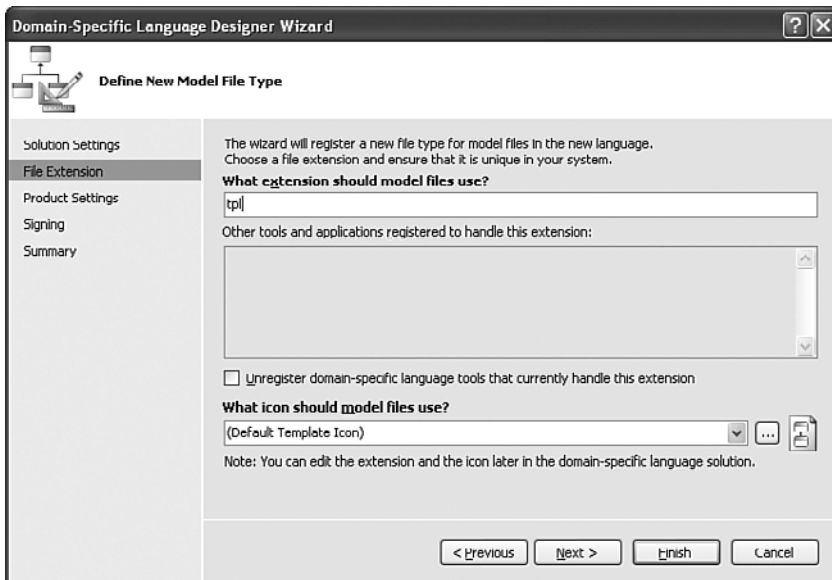 Domain-Specific Language Designer Wizard
Define New Model File Type
Solution Settings
File Extension
Product Settings
Signing
Summary
The wizard will register a new file type for model files in the new language.
Choose a file extension and ensure that it is unique in your system.
What extension should model files use?
tpl
Other tools and applications registered to handle this extension:
Unregister domain-specific language tools that currently handle this extension
What icon should model files use?
(Default Template Icon)
...
Note: You can edit the extension and the icon later in the domain-specific language solution.
< Previous
Next >
Finish
Cancel